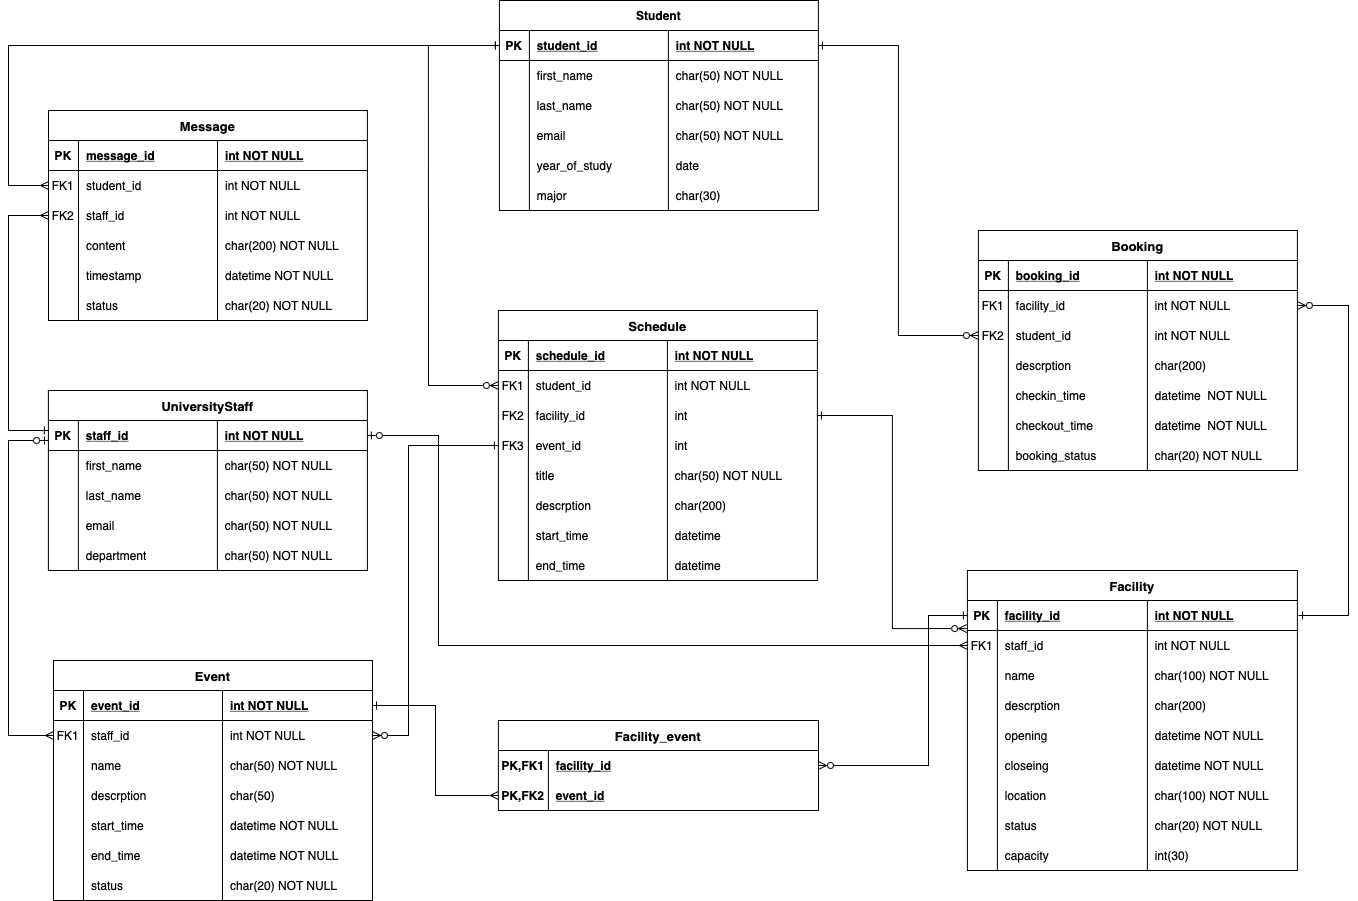 Student
PK student_id int NOT NULL
first_name char(50) NOT NULL
last_name char(50) NOT NULL
email char(50) NOT NULL
year_of_study date
major char(30)
Message
PK message_id int NOT NULL
FK1 student_id int NOT NULL
FK2 staff_id int NOT NULL
content char(200) NOT NULL
timestamp datetime NOT NULL
status char(20) NOT NULL
Booking
PK booking_id int NOT NULL
FK1 facility_id int NOT NULL
FK2 student_id int NOT NULL
descrption char(200)
checkin_time datetime NOT NULL
checkout_time datetime NOT NULL
booking_status char(20) NOT NULL
Schedule
PK schedule_id int NOT NULL
FK1 student_id int NOT NULL
FK2 facility_id int
FK3 event_id int
title char(50) NOT NULL
descrption char(200)
start_time datetime
end_time datetime
UniversityStaff
PK staff_id int NOT NULL
first_name char(50) NOT NULL
last_name char(50) NOT NULL
email char(50) NOT NULL
department char(50) NOT NULL
Facility
PK facility_id int NOT NULL
FK1 staff_id int NOT NULL
name char(100) NOT NULL
descrption char(200)
opening datetime NOT NULL
closeing datetime NOT NULL
location char(100) NOT NULL
status char(20) NOT NULL
capacity int(30)
Event
PK event_id int NOT NULL
FK1 staff_id int NOT NULL
name char(50) NOT NULL
descrption char(50)
start_time datetime NOT NULL
end_time datetime NOT NULL
status char(20) NOT NULL
Facility_event
PK,FK1 facility_id
PK,FK2 event_id